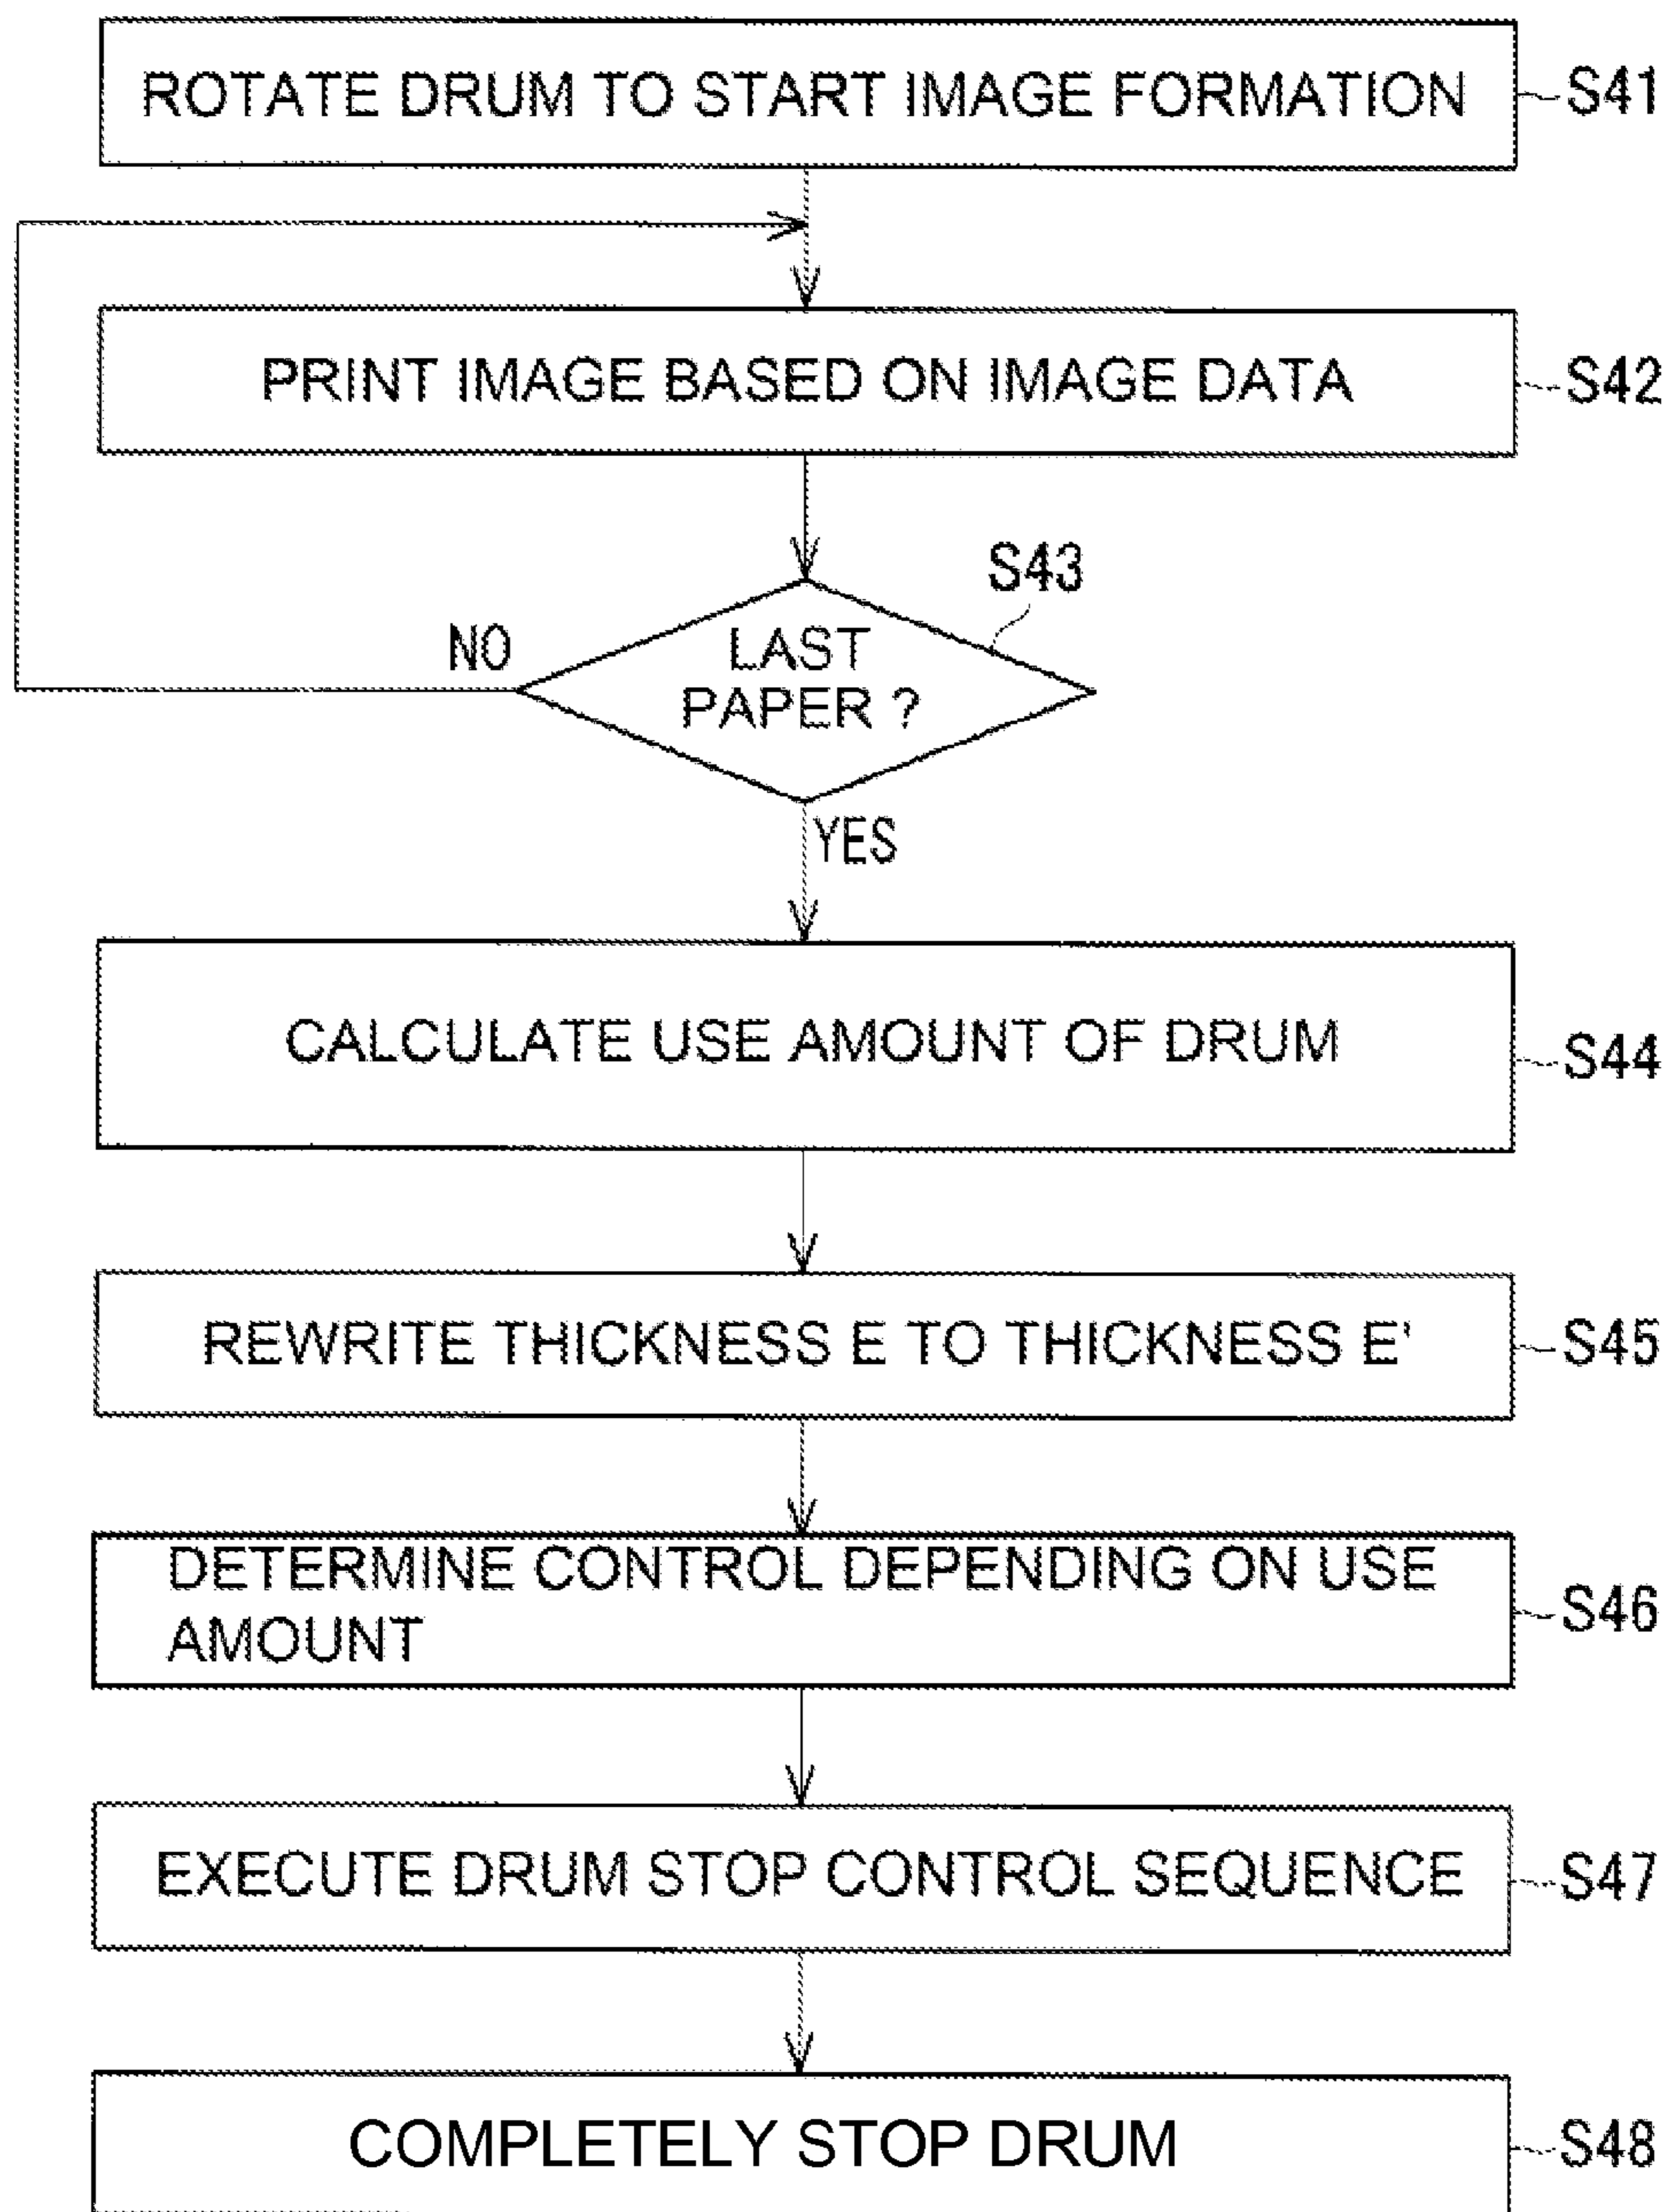 ROTATE DRUM TO START IMAGE FORMATION
S41
PRINT IMAGE BASED ON IMAGE DATA
S42
S43
LAST
PAPER ?
NO
YES
CALCULATE USE AMOUNT OF DRUM
S44
REWRITE THICKNESS E TO THICKNESS E'
S45
DETERMINE CONTROL DEPENDING ON USE
AMOUNT
S46
EXECUTE DRUM STOP CONTROL SEQUENCE
S47
COMPLETELY STOP DRUM
S48